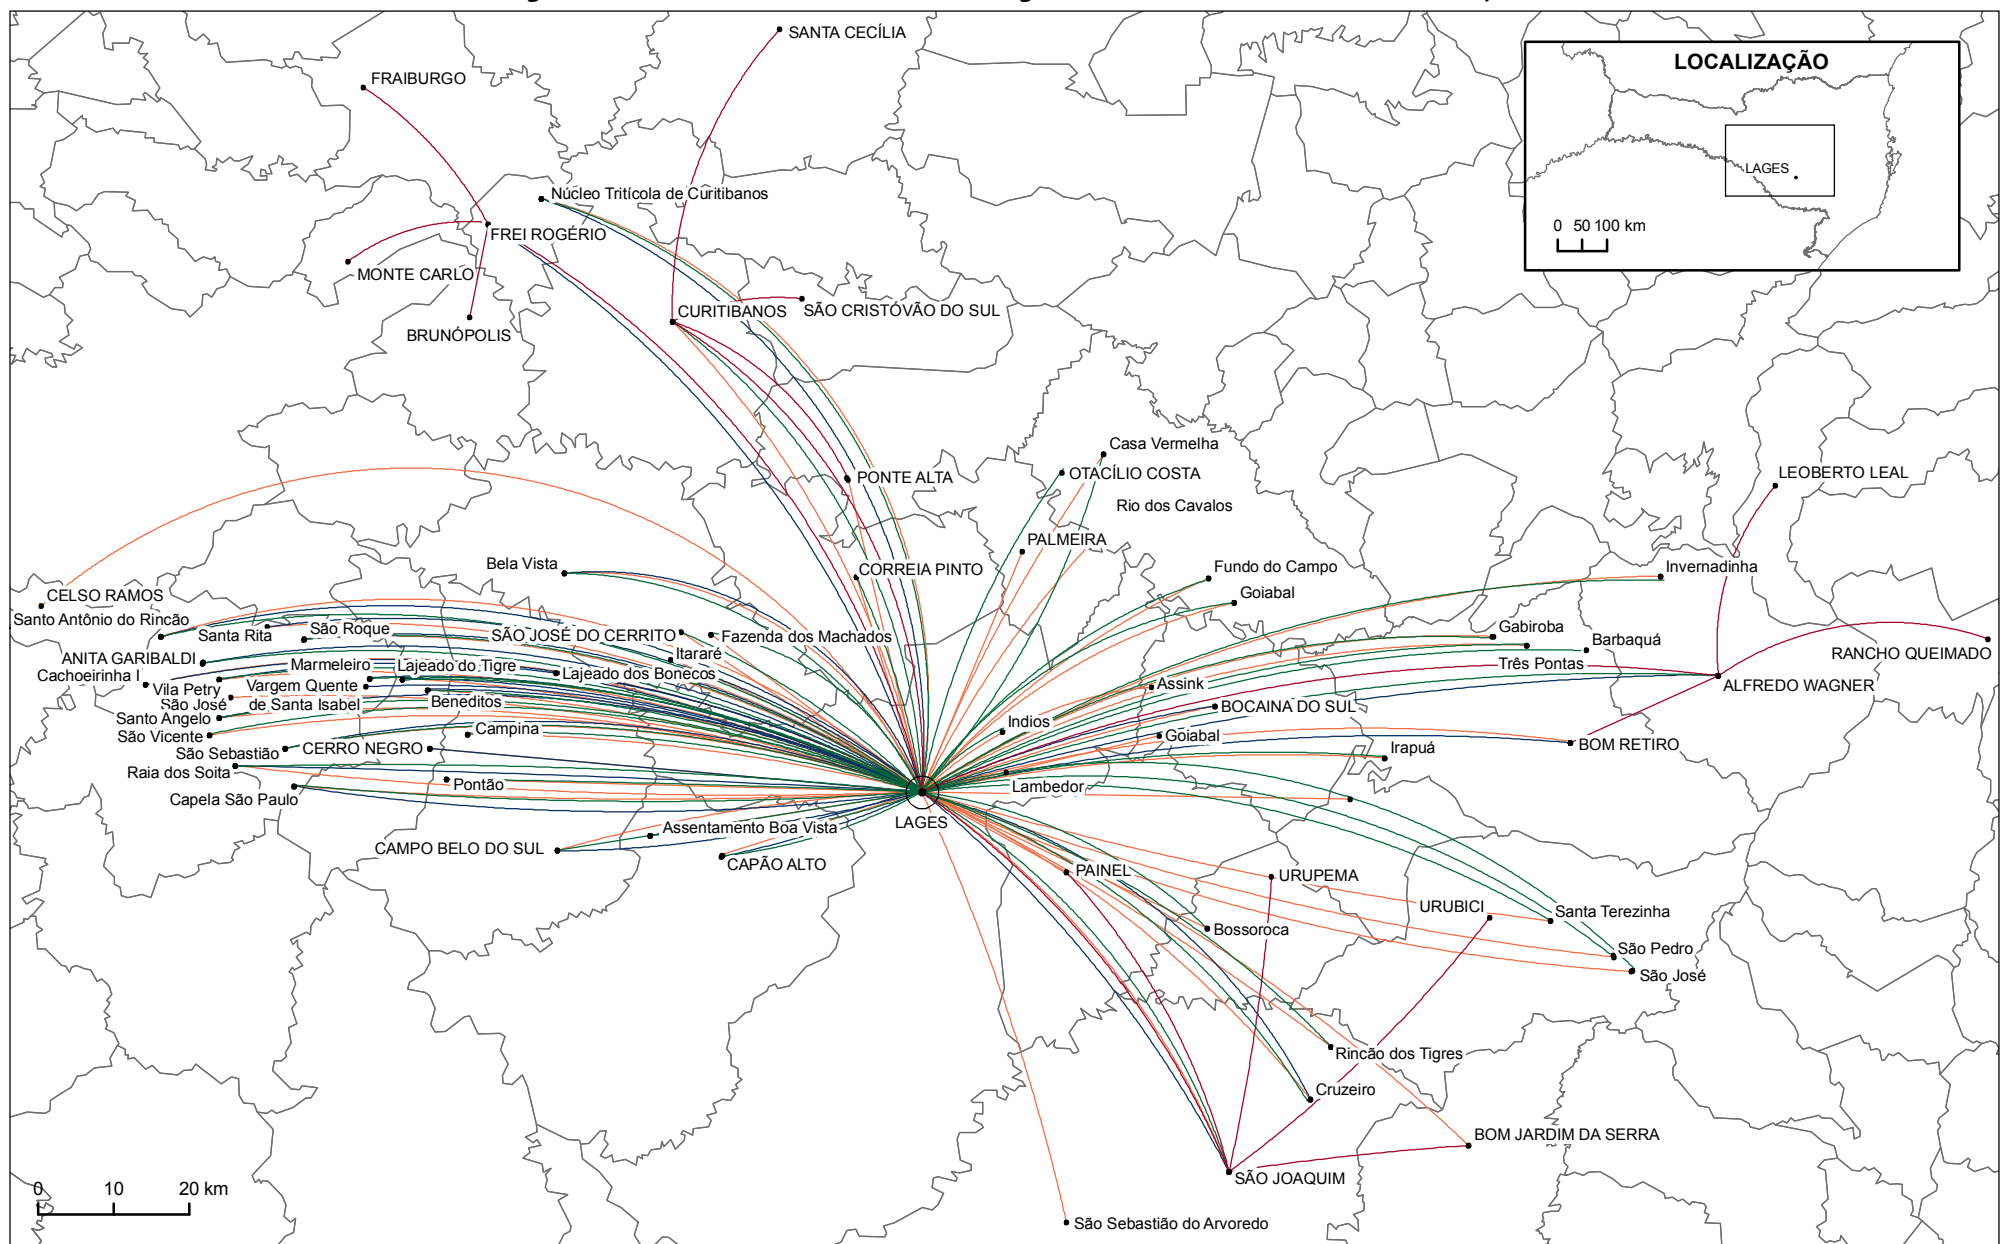 SANTA CECÍLIA
LOCALIZAÇÃO
FRAIBURGO
LAGES
Núcleo Tritícola de Curitibanos
0 50 100 km
FREI ROGÉRIO
MONTE CARLO
CURITIBANOS
SÃO CRISTÓVÃO DO SUL
BRUNÓPOLIS
Casa Vermelha
OTACÍLIO COSTA
LEOBERTO LEAL
PONTE ALTA
Rio dos Cavalos
PALMEIRA
Bela Vista
CORREIA PINTO
Fundo do Campo
Invernadinha
CELSO RAMOS
Goiabal
Santo Antônio do Rincão
Santa Rita
São Roque
SÃO JOSÉ DO CERRITO
Fazenda dos Machados
Gabiroba
Barbaquá
Itararé
RANCHO QUEIMADO
ANITA GARIBALDI
Marmeleiro
Lajeado do Tigre
Três Pontas
Cachoeirinha I
Lajeado dos Bonecos
Vila Petry
Vargem Quente
Assink
ALFREDO WAGNER
São José
de Santa Isabel
Beneditos
BOCAINA DO SUL
Santo Angelo
Indios
São Vicente
Campina
Goiabal
BOM RETIRO
São Sebastião
CERRO NEGRO
Irapuá
Raia dos Soita
Pontão
Lambedor
Capela São Paulo
LAGES
Assentamento Boa Vista
CAMPO BELO DO SUL
CAPÃO ALTO
PAINEL
URUPEMA
URUBICI
Santa Terezinha
Bossoroca
São Pedro
São José
Rincão dos Tigres
Cruzeiro
BOM JARDIM DA SERRA
SÃO JOAQUIM
0 10 20 km
São Sebastião do Arvoredo